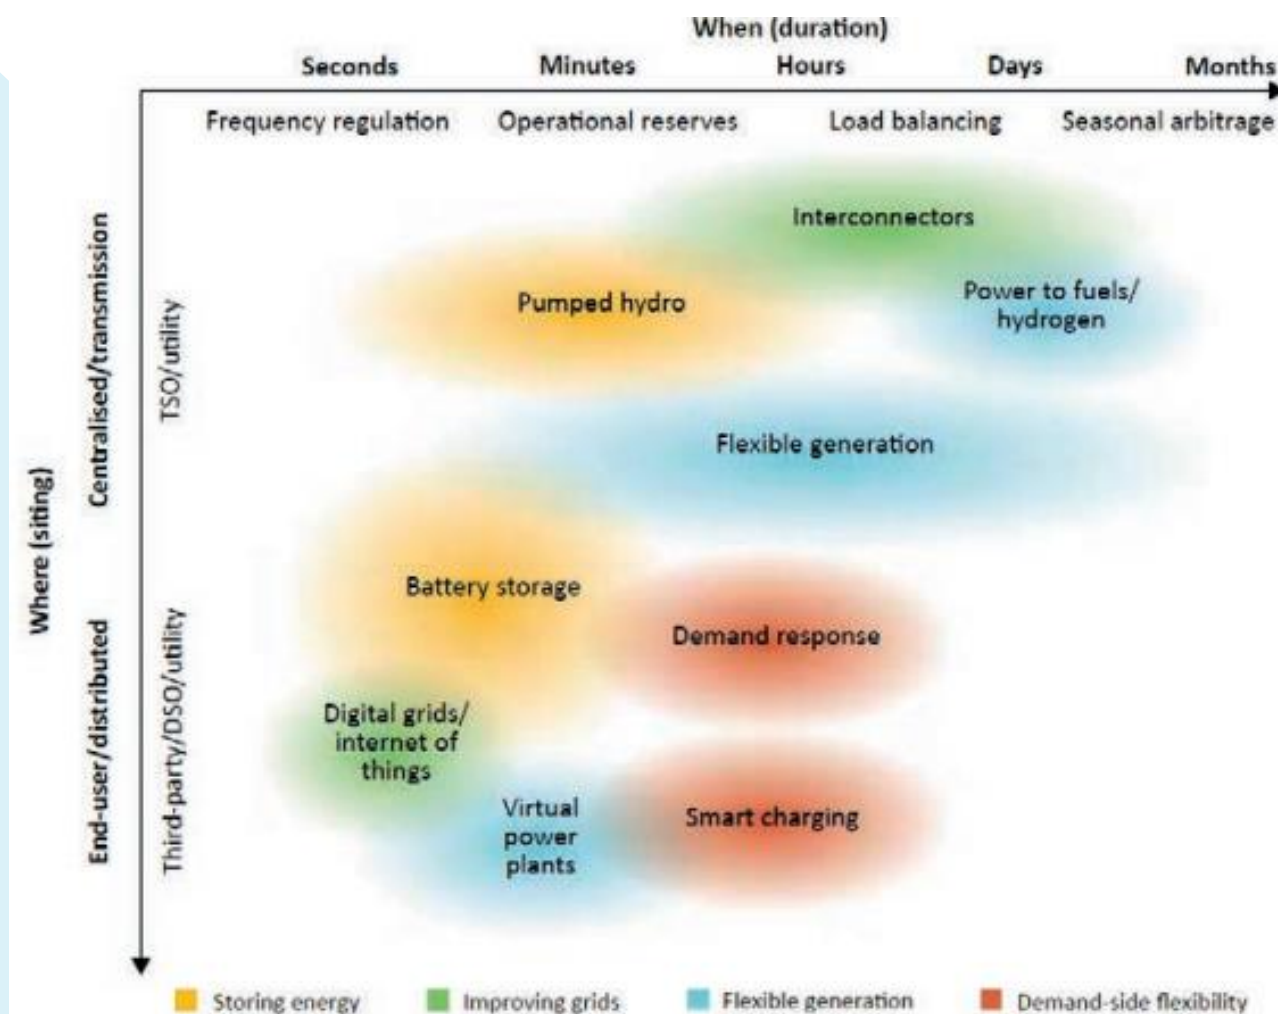 When (duration)
Seconds Minutes Hours Days Months
Frequency regulation Operational reserves Load balancing Seasonal arbitrage
Where (siting)
Centralised/transmission
TSO/utility
End-user/distributed
Third-party/DSO/utility
Interconnectors
Pumped hydro
Power to fuels/
hydrogen
Flexible generation
Battery storage
Demand response
Digital grids/
internet of
things
Virtual
power
plants
Smart charging
Storing energy Improving grids Flexible generation Demand-side flexibility